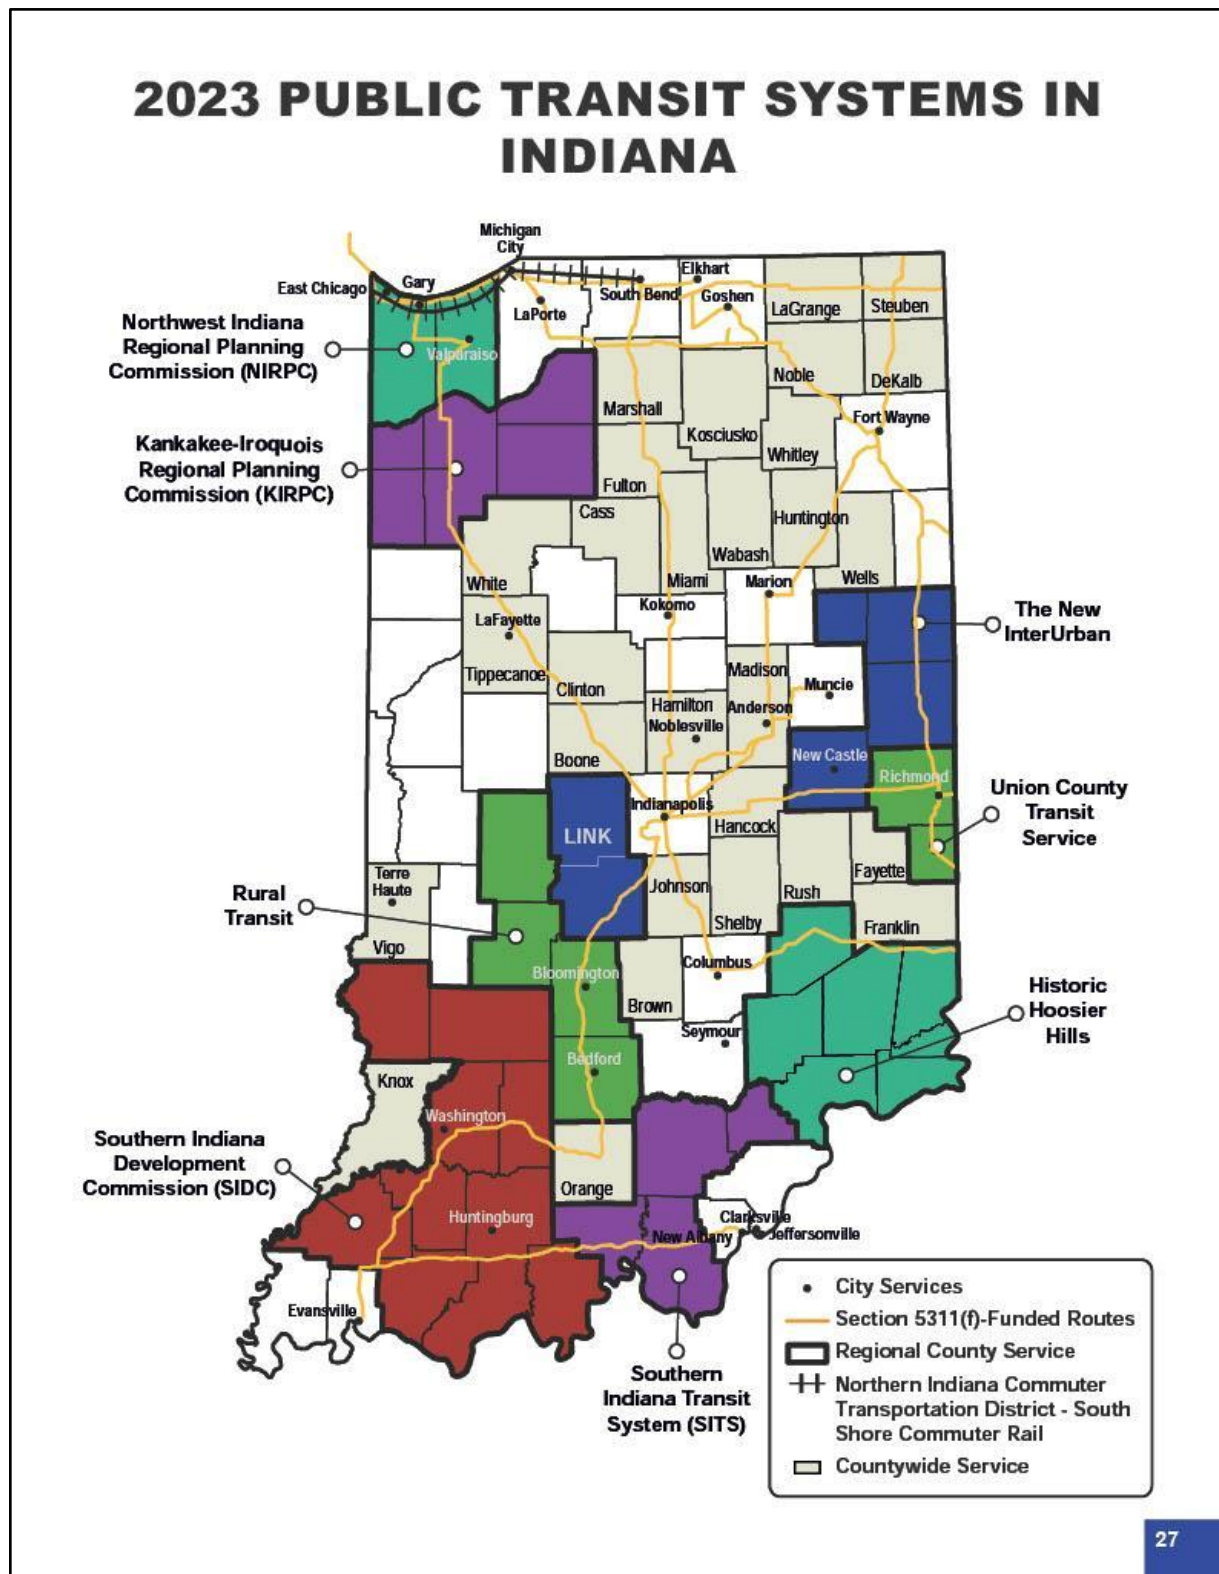 2023 PUBLIC TRANSIT SYSTEMS IN
INDIANA
Michigan
City
East Chicago
Gary
LaPorte
South Bend
Elkhart
Goshen
LaGrange
Steuben
Northwest Indiana
Regional Planning
Commission (NIRPC)
Valparaiso
Noble
DeKalb
Marshall
Kosciusko
Whitley
Fort Wayne
Kankakee-Iroquois
Regional Planning
Commission (KIRPC)
Fulton
Cass
Huntington
Wabash
White
Miami
Marion
Wells
Kokomo
The New
InterUrban
LaFayette
Tippecanoe
Clinton
Madison
Muncie
Hamilton
Anderson
Noblesville
Boone
New Castle
Richmond
Indianapolis
LINK
Hancock
Union County
Transit
Service
Terre
Haute
Johnson
Fayette
Rush
Rural
Transit
Shelby
Franklin
Vigo
Bloomington
Columbus
Brown
Historic
Hoosier
Hills
Seymour
Bedford
Knox
Washington
Southern Indiana
Development
Commission (SIDC)
Orange
Huntingburg
Clarksville
New Albany
Jeffersonville
Evansville
Southern
Indiana Transit
System (SITS)
City Services
Section 5311(f)-Funded Routes
Regional County Service
Northern Indiana Commuter
Transportation District - South
Shore Commuter Rail
Countywide Service
27